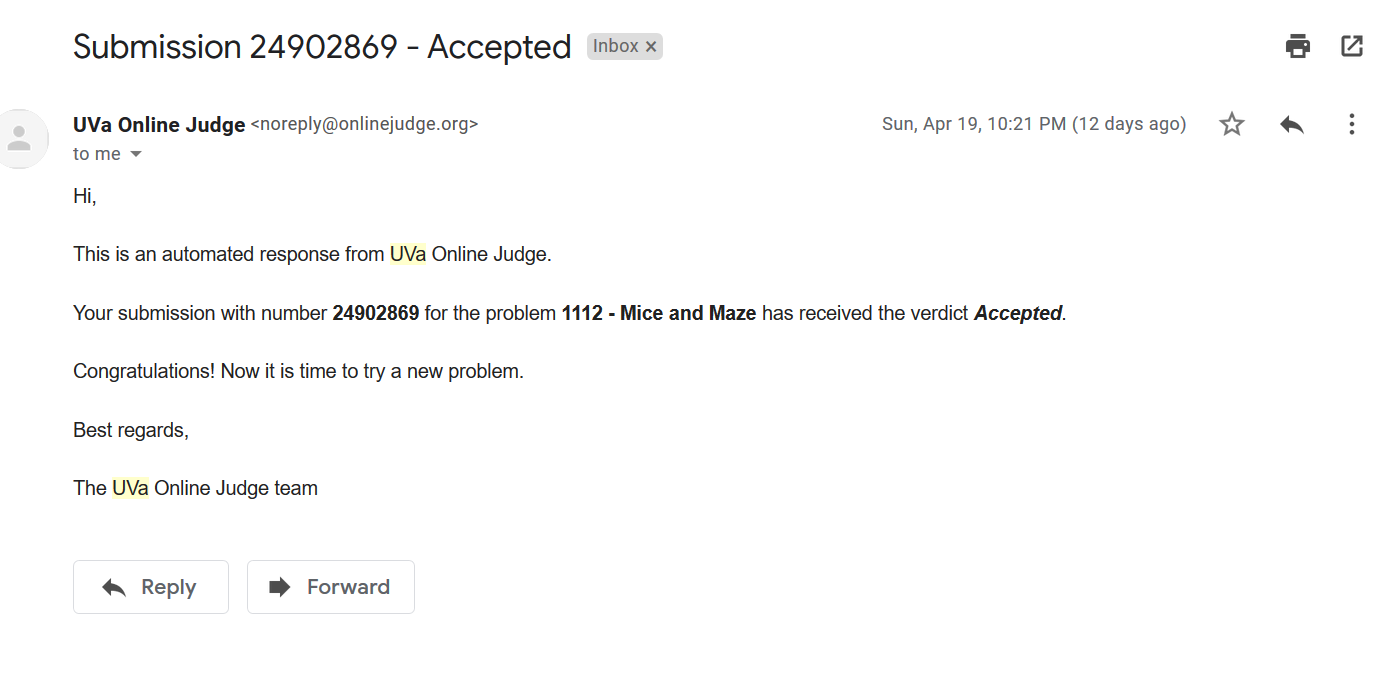 Submission 24902869 - Accepted Inbox x
UVa Online Judge <noreply@onlinejudge.org> Sun, Apr 19, 10:21 PM (12 days ago)
to me
Hi,
This is an automated response from UVa Online Judge.
Your submission with number 24902869 for the problem 1112 - Mice and Maze has received the verdict Accepted.
Congratulations! Now it is time to try a new problem.
Best regards,
The UVa Online Judge team
Reply Forward